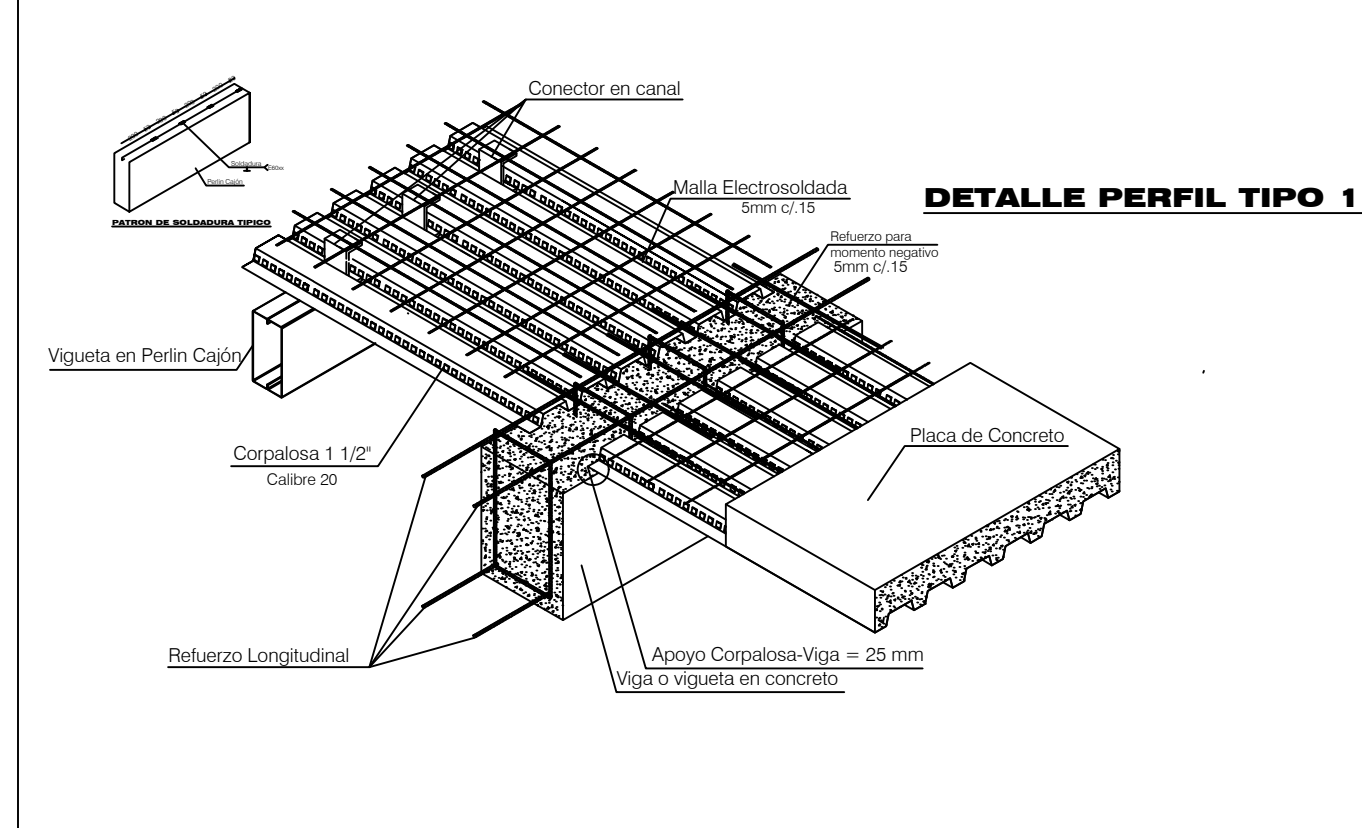 Conector en canal
Soldadura
E60xx
Perlin Cajón
PATRON DE SOLDADURA TIPICO
Malla Electrosoldada
5mm c/.15
DETALLE PERFIL TIPO 1
Refuerzo para
momento negativo
5mm c/.15
Vigueta en Perlin Cajón
Corpalosa 1 1/2"
Calibre 20
Placa de Concreto
Refuerzo Longitudinal
Apoyo Corpalosa-Viga = 25 mm
Viga o vigueta en concreto